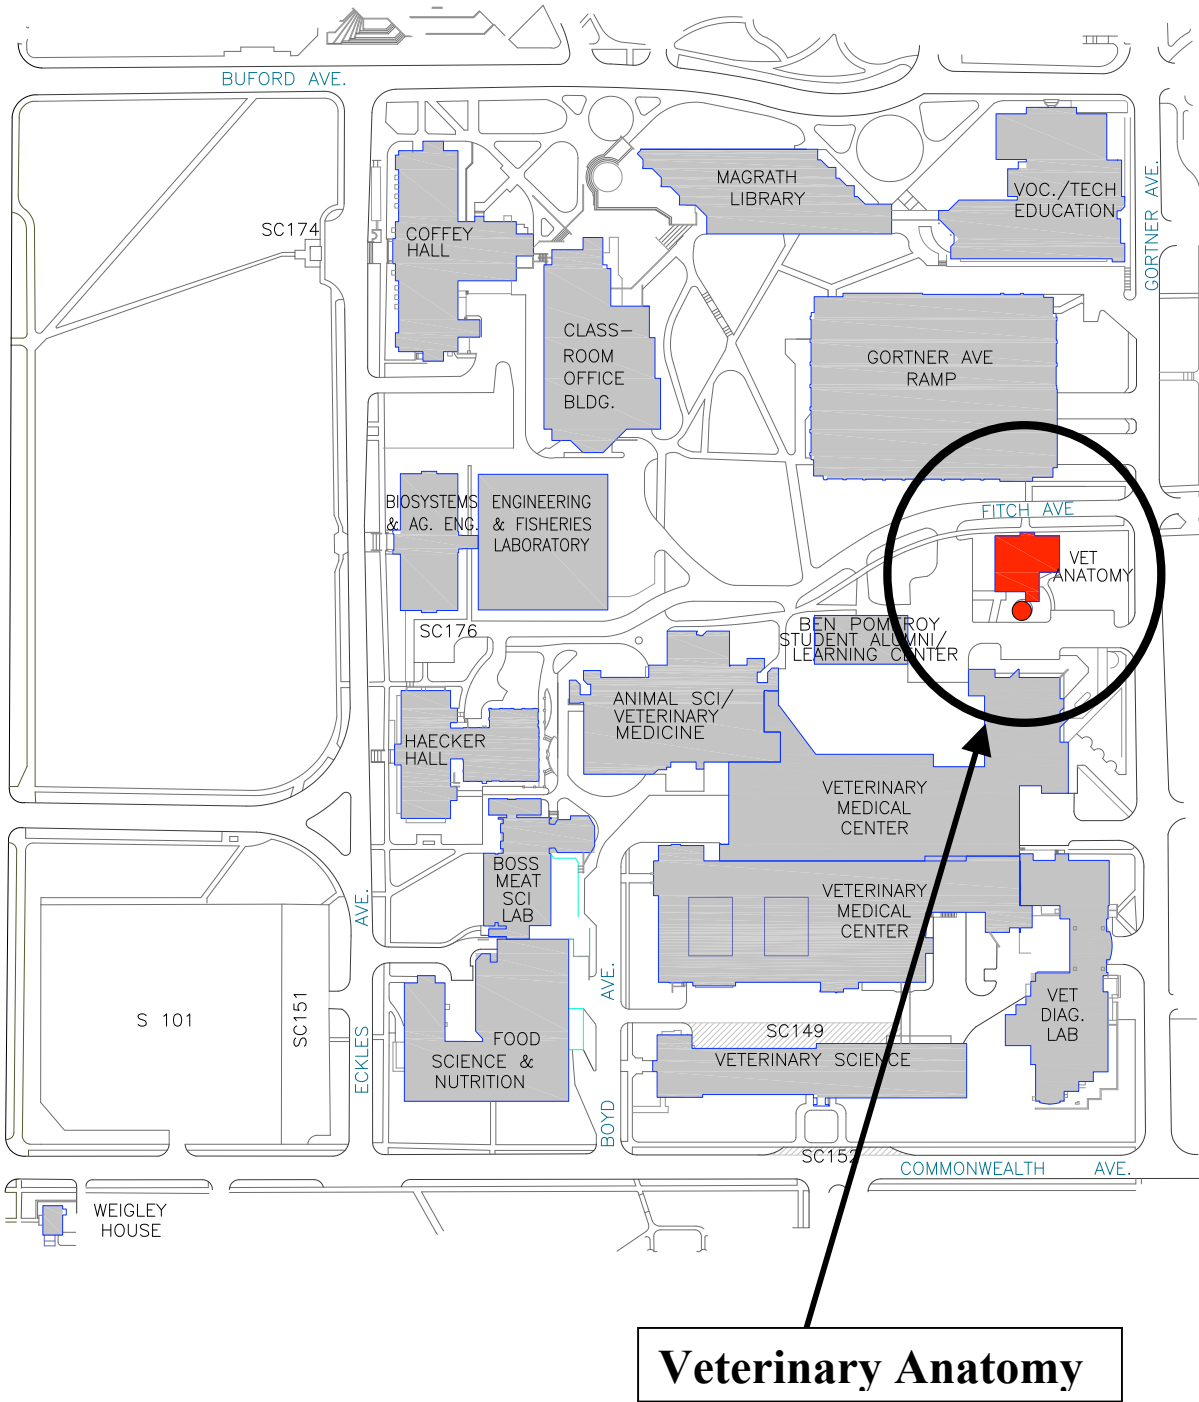 BUFORD AVE.
MAGRATH
LIBRARY
VOC./TECH
EDUCATION
GORTNER AVE.
SC174
COFFEY
HALL
CLASS-
ROOM
OFFICE
BLDG.
GORTNER AVE
RAMP
BIOSYSTEMS
& AG. ENG.
ENGINEERING
& FISHERIES
LABORATORY
FITCH AVE
VET
ANATOMY
SC176
BEN POMEROY
STUDENT ALUMNI/
LEARNING CENTER
ANIMAL SCI/
VETERINARY
MEDICINE
HAECKER
HALL
VETERINARY
MEDICAL
CENTER
BOSS
MEAT
SCI
LAB
VETERINARY
MEDICAL
CENTER
ECKLES AVE.
BOYD AVE.
S 101
SC151
FOOD
SCIENCE &
NUTRITION
SC149
VETERINARY SCIENCE
VET
DIAG.
LAB
SC152
COMMONWEALTH AVE.
WEIGLEY
HOUSE
Veterinary Anatomy